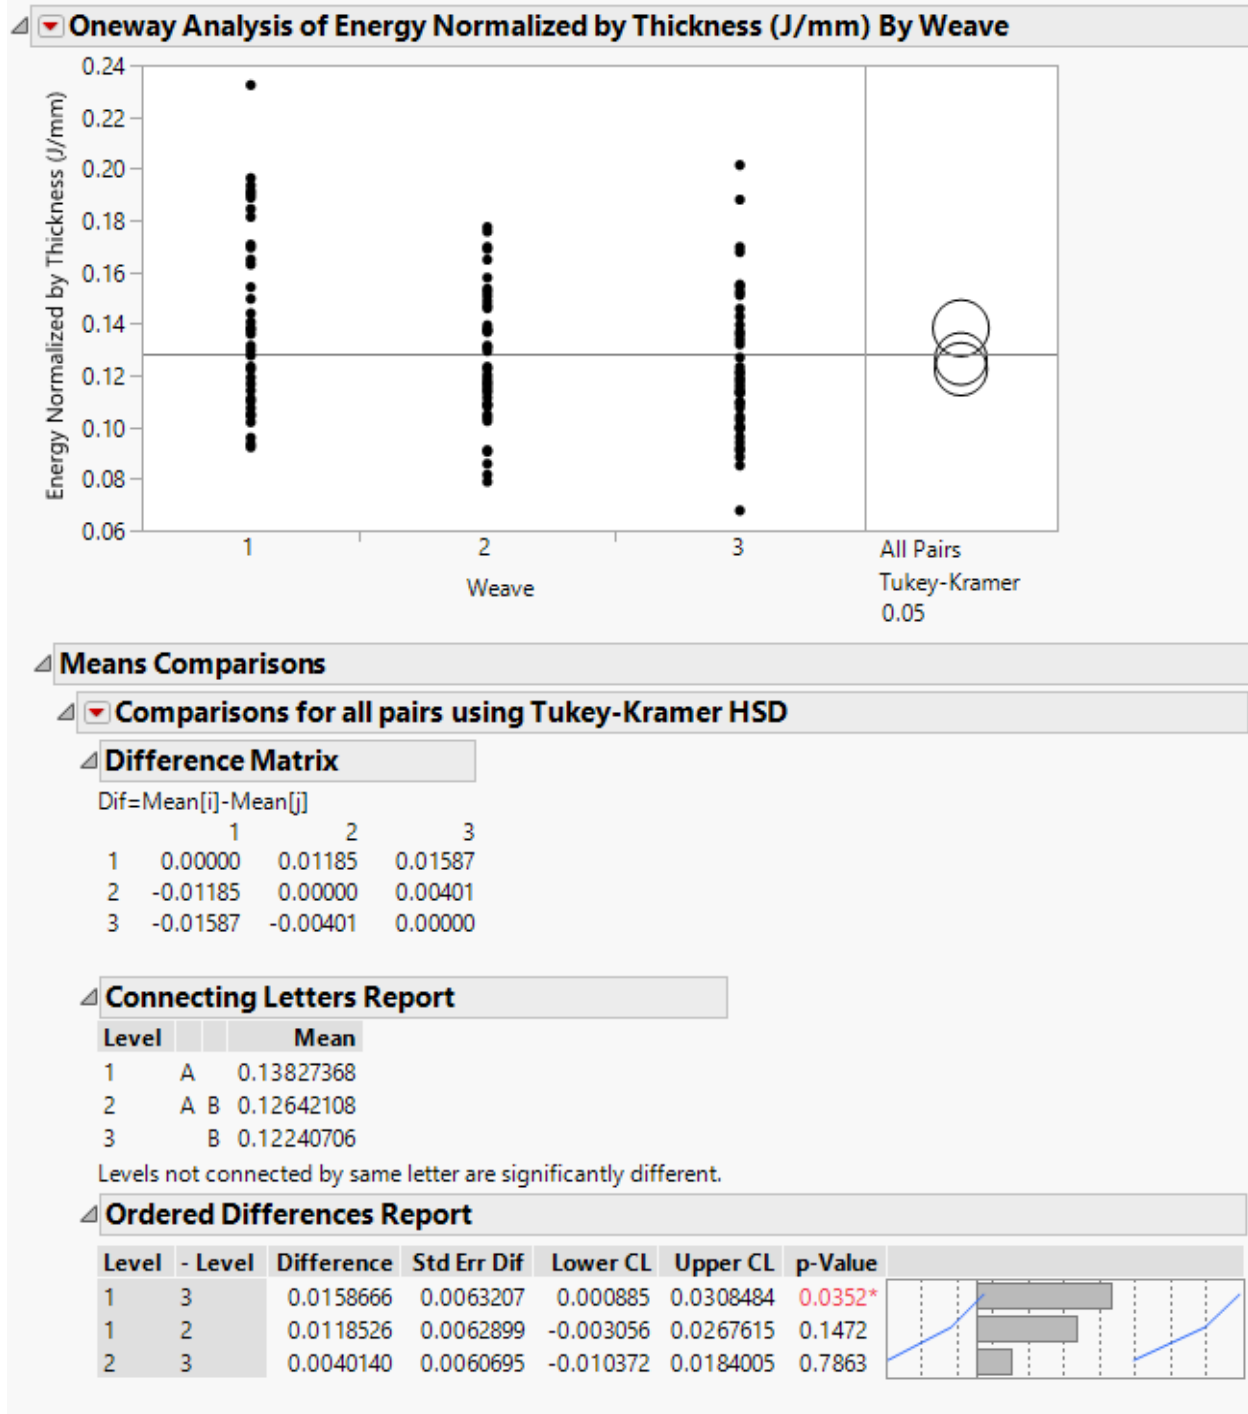 Oneway Analysis of Energy Normalized by Thickness (J/mm) By Weave
Energy Normalized by Thickness (J/mm)
0.24
0.22
0.20
0.18
0.16
0.14
0.12
0.10
0.08
0.06
1 2 3
Weave
All Pairs
Tukey-Kramer
0.05
Means Comparisons
Comparisons for all pairs using Tukey-Kramer HSD
Difference Matrix
Dif=Mean[i]-Mean[j]
1 2 3
1 0.00000 0.01185 0.01587
2 -0.01185 0.00000 0.00401
3 -0.01587 -0.00401 0.00000
Connecting Letters Report
Level Mean
1 A 0.13827368
2 A B 0.12642108
3 B 0.12240706
Levels not connected by same letter are significantly different.
Ordered Differences Report
Level - Level Difference Std Err Dif Lower CL Upper CL p-Value
1 3 0.0158666 0.0063207 0.000885 0.0308484 0.0352*
1 2 0.0118526 0.0062899 -0.003056 0.0267615 0.1472
2 3 0.0040140 0.0060695 -0.010372 0.0184005 0.7863